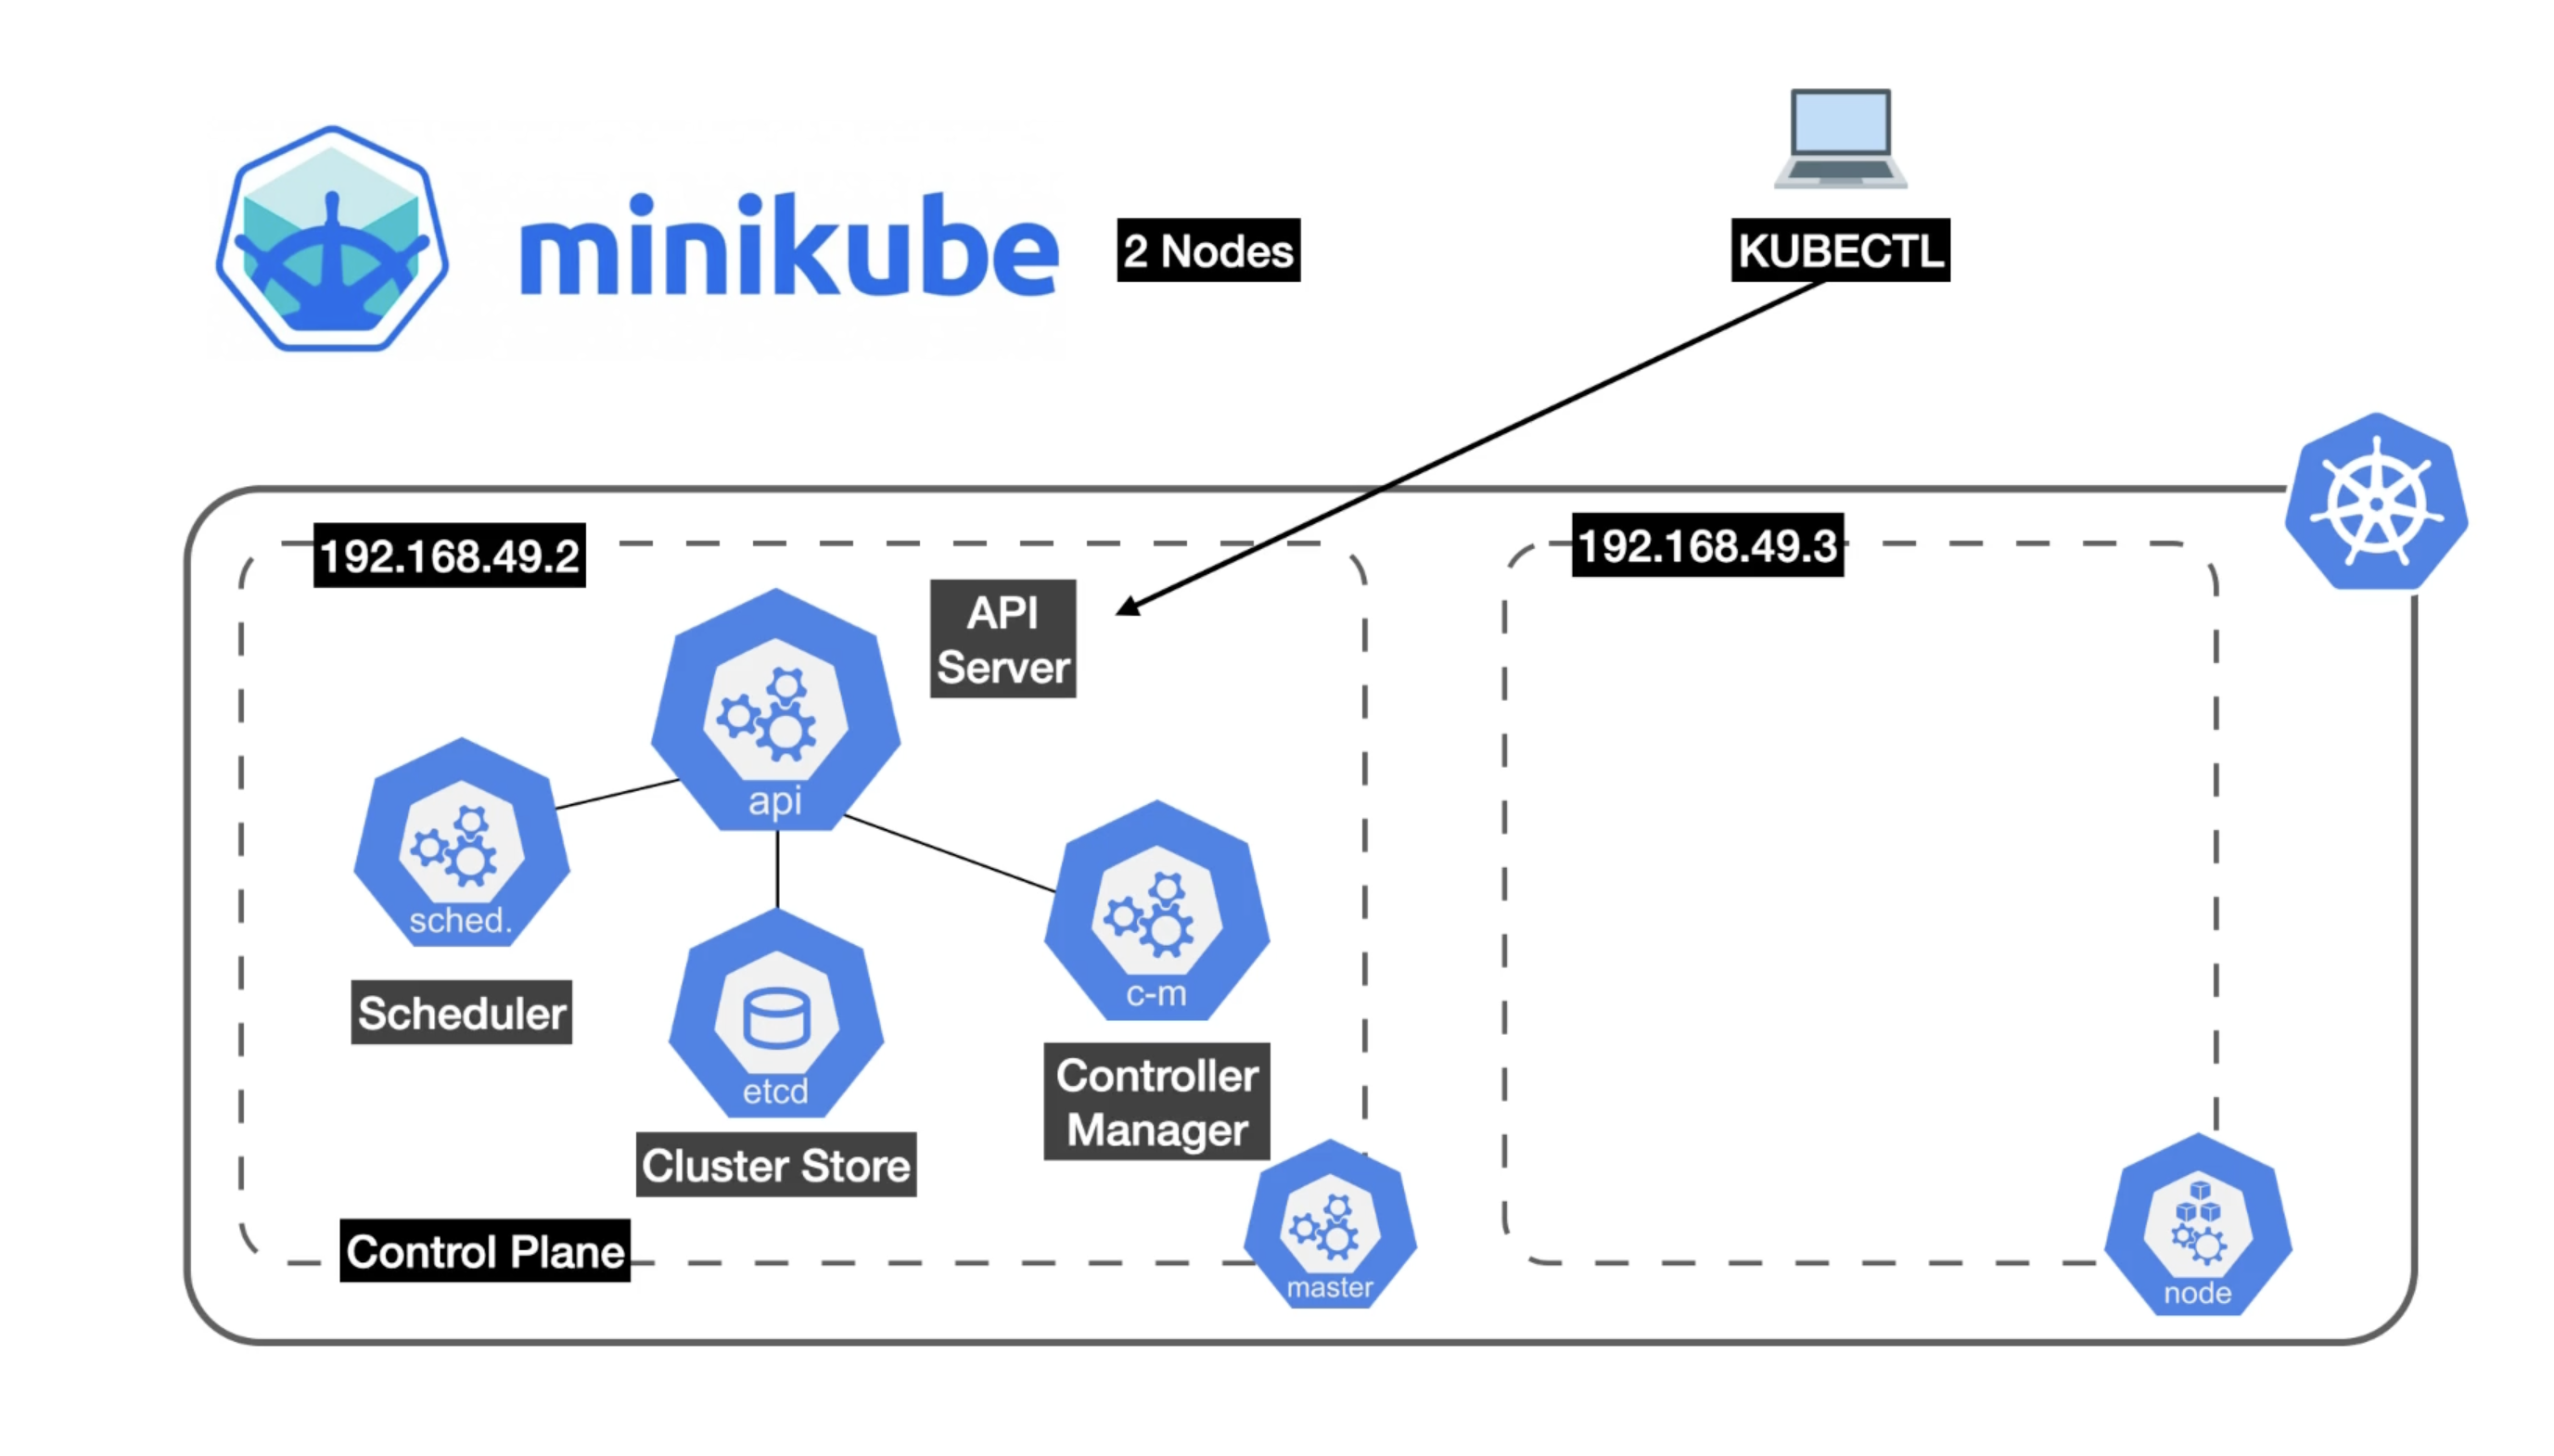 minikube
2 Nodes
KUBECTL
192.168.49.2
192.168.49.3
API
Server
api
sched.
Scheduler
c-m
etcd
Controller
Manager
Cluster Store
Control Plane
master
node